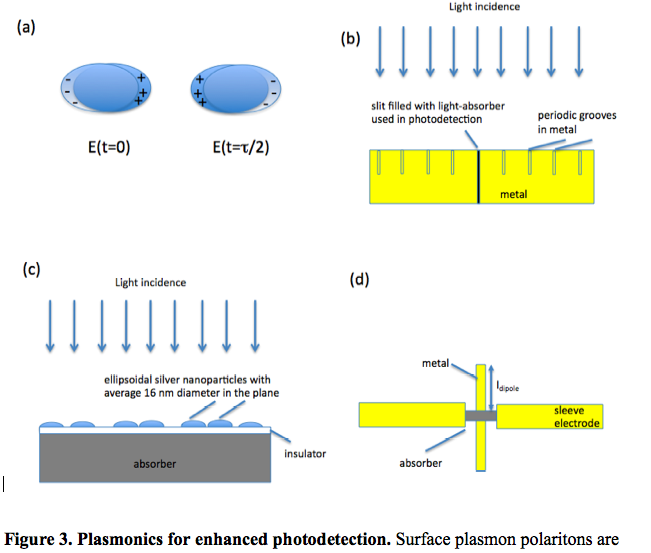 (a)
- + 
- +
- +
+ -
+ -
+ -
E(t=0)
E(t=τ/2)
(b)
Light incidence
slit filled with light-absorber
used in photodetection
periodic grooves
in metal
metal
(c)
Light incidence
ellipsoidal silver nanoparticles with
average 16 nm diameter in the plane
insulator
absorber
(d)
metal
ldipole
sleeve
electrode
absorber
Figure 3. Plasmonics for enhanced photodetection. Surface plasmon polaritons are